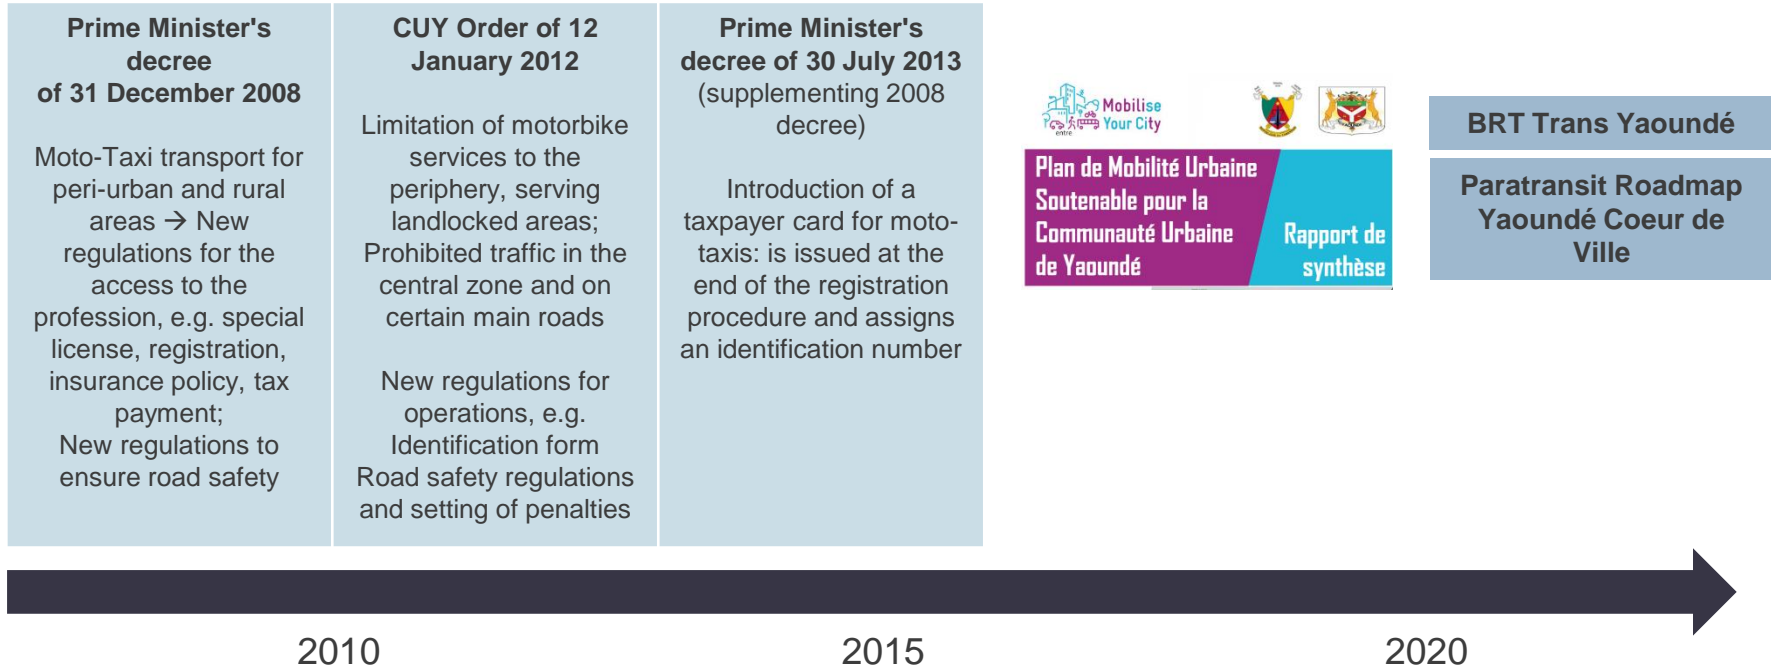 Prime Minister's
decree
of 31 December 2008
Moto-Taxi transport for
peri-urban and rural
areas → New
regulations for the
access to the
profession, e.g. special
license, registration,
insurance policy, tax
payment;
New regulations to
ensure road safety
CUY Order of 12
January 2012
Limitation of motorbike
services to the
periphery, serving
landlocked areas;
Prohibited traffic in the
central zone and on
certain main roads
New regulations for
operations, e.g.
Identification form
Road safety regulations
and setting of penalties
Prime Minister's
decree of 30 July 2013
(supplementing 2008
decree)
Introduction of a
taxpayer card for moto-
taxis: is issued at the
end of the registration
procedure and assigns
an identification number
Mobilise
Your City
entre
Plan de Mobilité Urbaine
Soutenable pour la
Communauté Urbaine
de Yaoundé
Rapport de
synthèse
BRT Trans Yaoundé
Paratransit Roadmap
Yaoundé Coeur de
Ville
2010
2015
2020